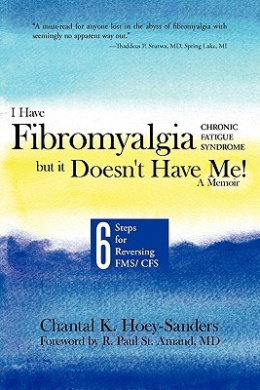 "A must-read for anyone lost in the abyss of fibromyalgia with
seemingly no apparent way out."
—Thaddeus P. Srutwa, MD, Spring Lake, MI
I Have
Fibromyalgia
CHRONIC
FATIGUE
SYNDROME
but it Doesn't Have Me!
A Memoir
6 Steps
for
Reversing
FMS/ CFS
Chantal K. Hoey-Sanders
Foreword by R. Paul St. Amand, MD